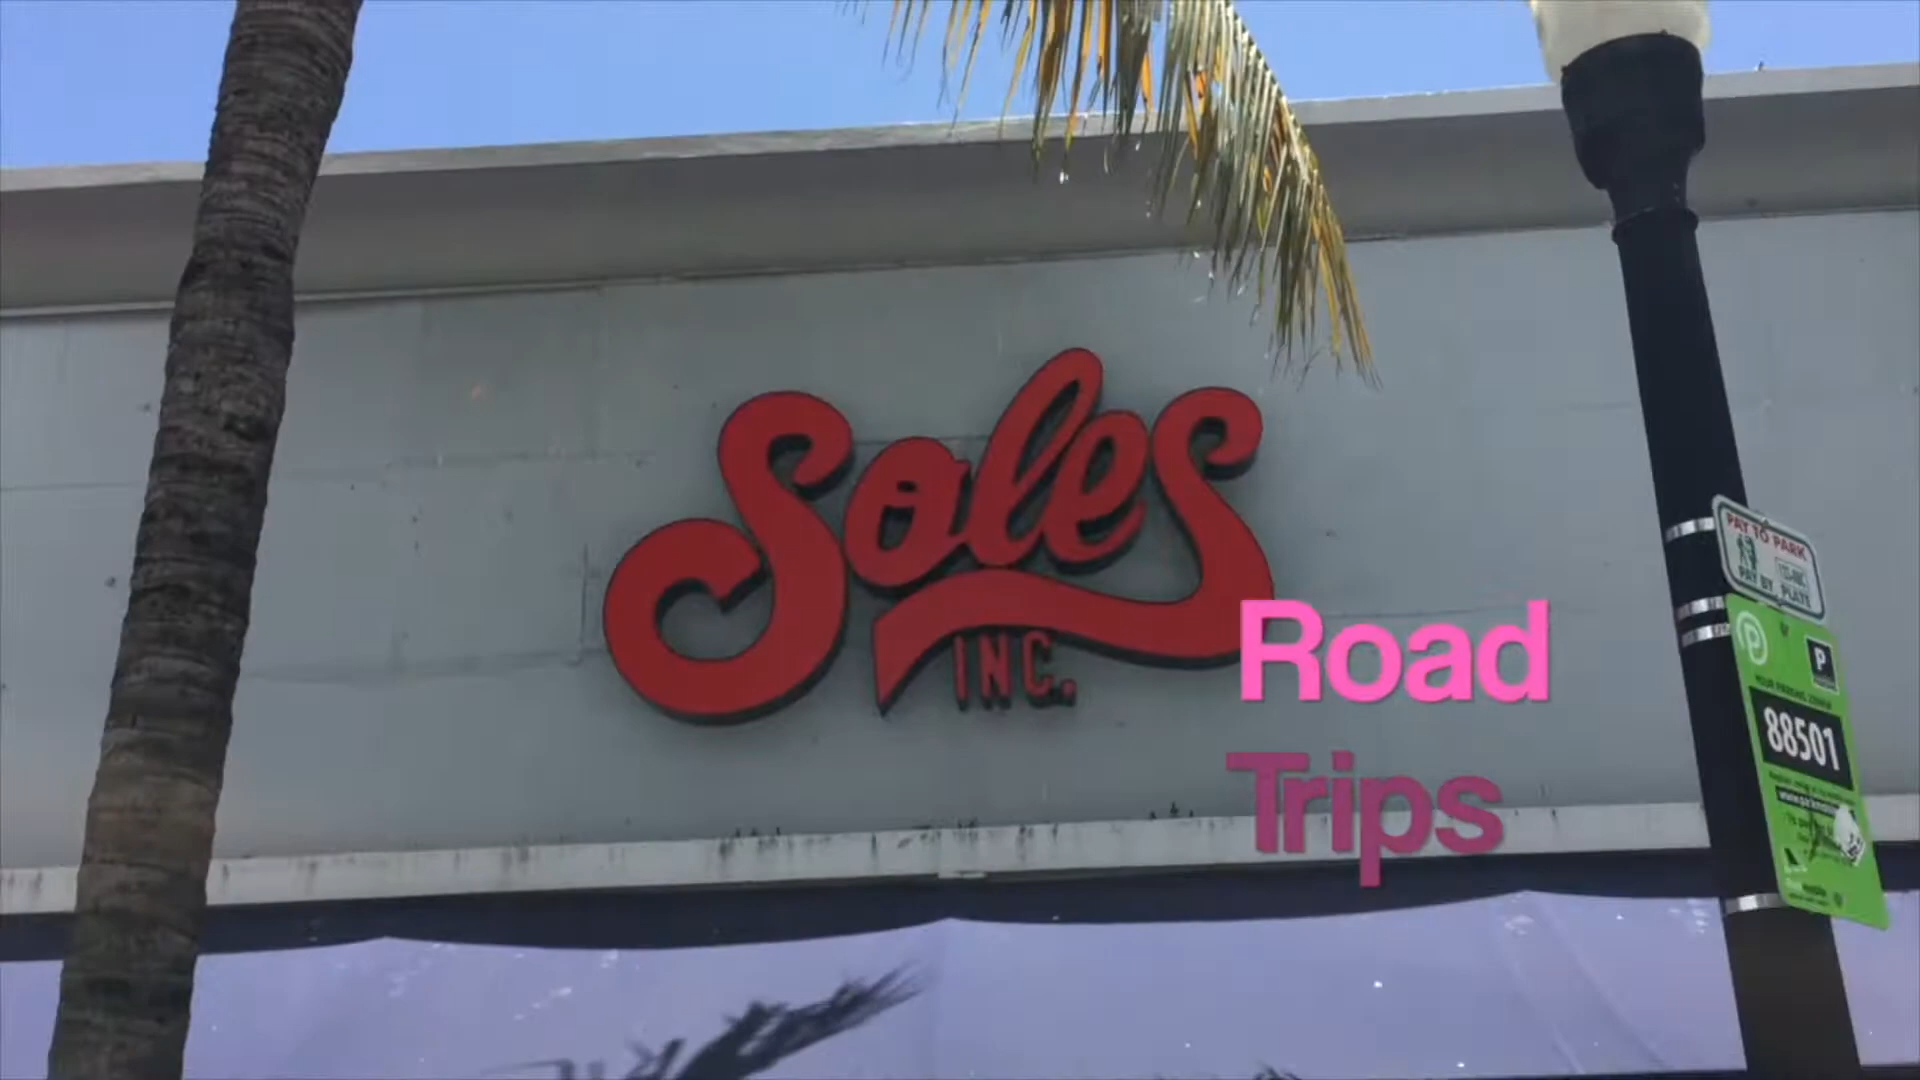 Soles
INC.
Road
Trips
PAY TO PARK
PAY BY
PLATE
P
P
88501